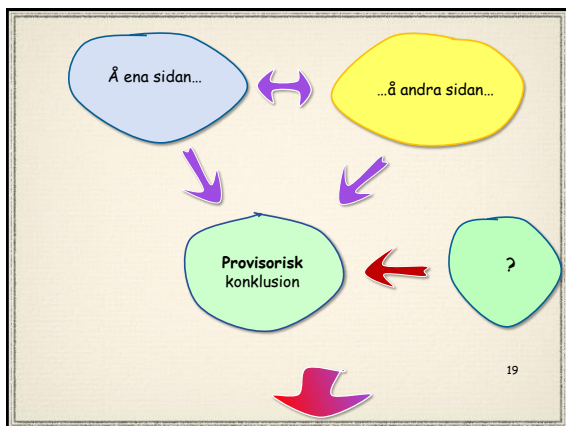 Å ena sidan…
…å andra sidan…
Provisorisk
konklusion
?
19